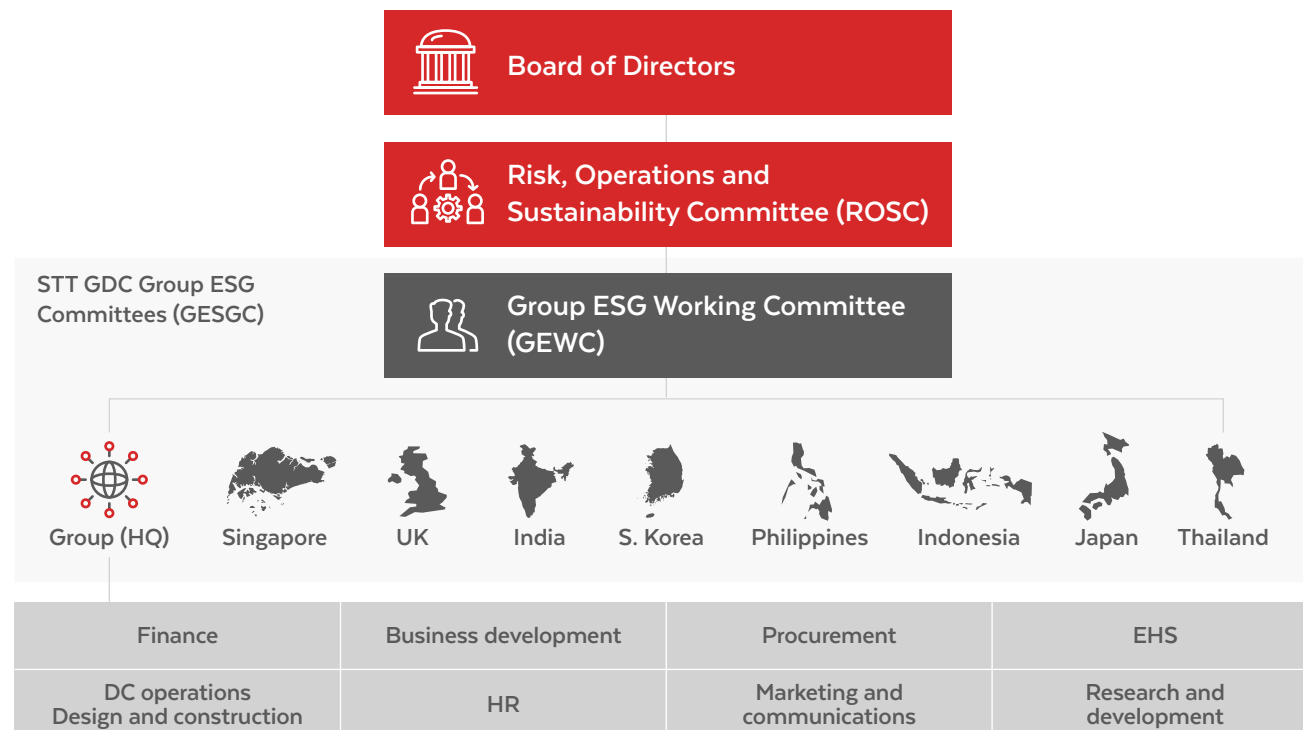 Board of Directors
Risk, Operations and
Sustainability Committee (ROSC)
STT GDC Group ESG
Committees (GESGC)
Group ESG Working Committee
(GEWC)
Group (HQ)
Singapore
UK
India
S. Korea
Philippines
Indonesia
Japan
Thailand
Finance
Business development
Procurement
EHS
DC operations
Design and construction
HR
Marketing and
communications
Research and
development